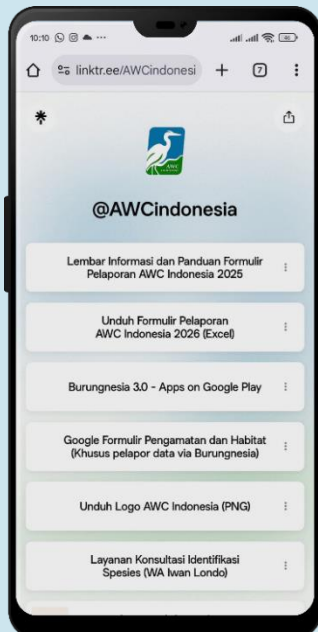 10:10
linktr.ee/AWCindonesi
7
AWC
@AWCindonesia
Lembar Informasi dan Panduan Formulir
Pelaporan AWC Indonesia 2025
Unduh Formulir Pelaporan
AWC Indonesia 2026 (Excel)
Burungnesia 3.0 - Apps on Google Play
Google Formulir Pengamatan dan Habitat
(Khusus pelapor data via Burungnesia)
Unduh Logo AWC Indonesia (PNG)
Layanan Konsultasi Identifikasi
Spesies (WA Iwan Londo)